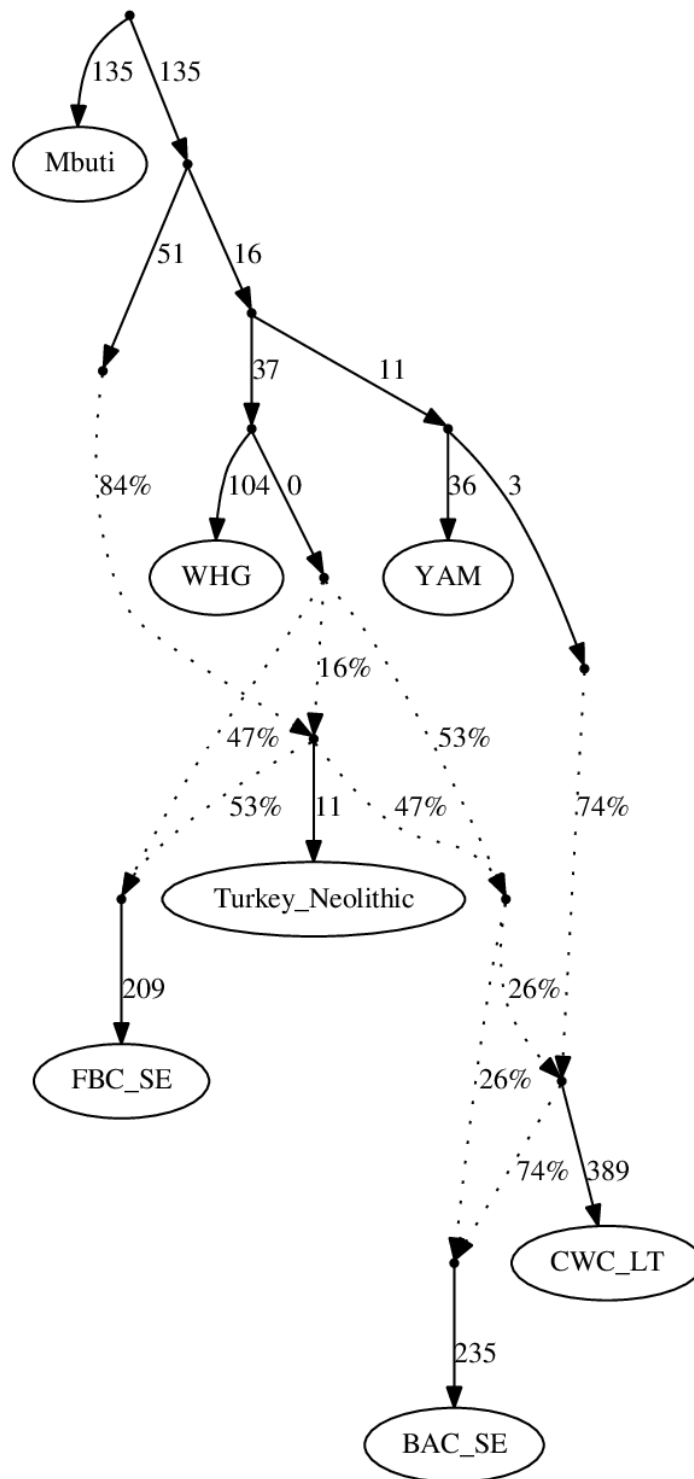 135 135
Mbuti
51 16
37 11
84% 104 0 36 3
WHG YAM
16%
47% 53%
53% 11 47% 74%
Turkey_Neolithic
209 26%
FBC_SE 26%
74% 389
CWC_LT
235
BAC_SE